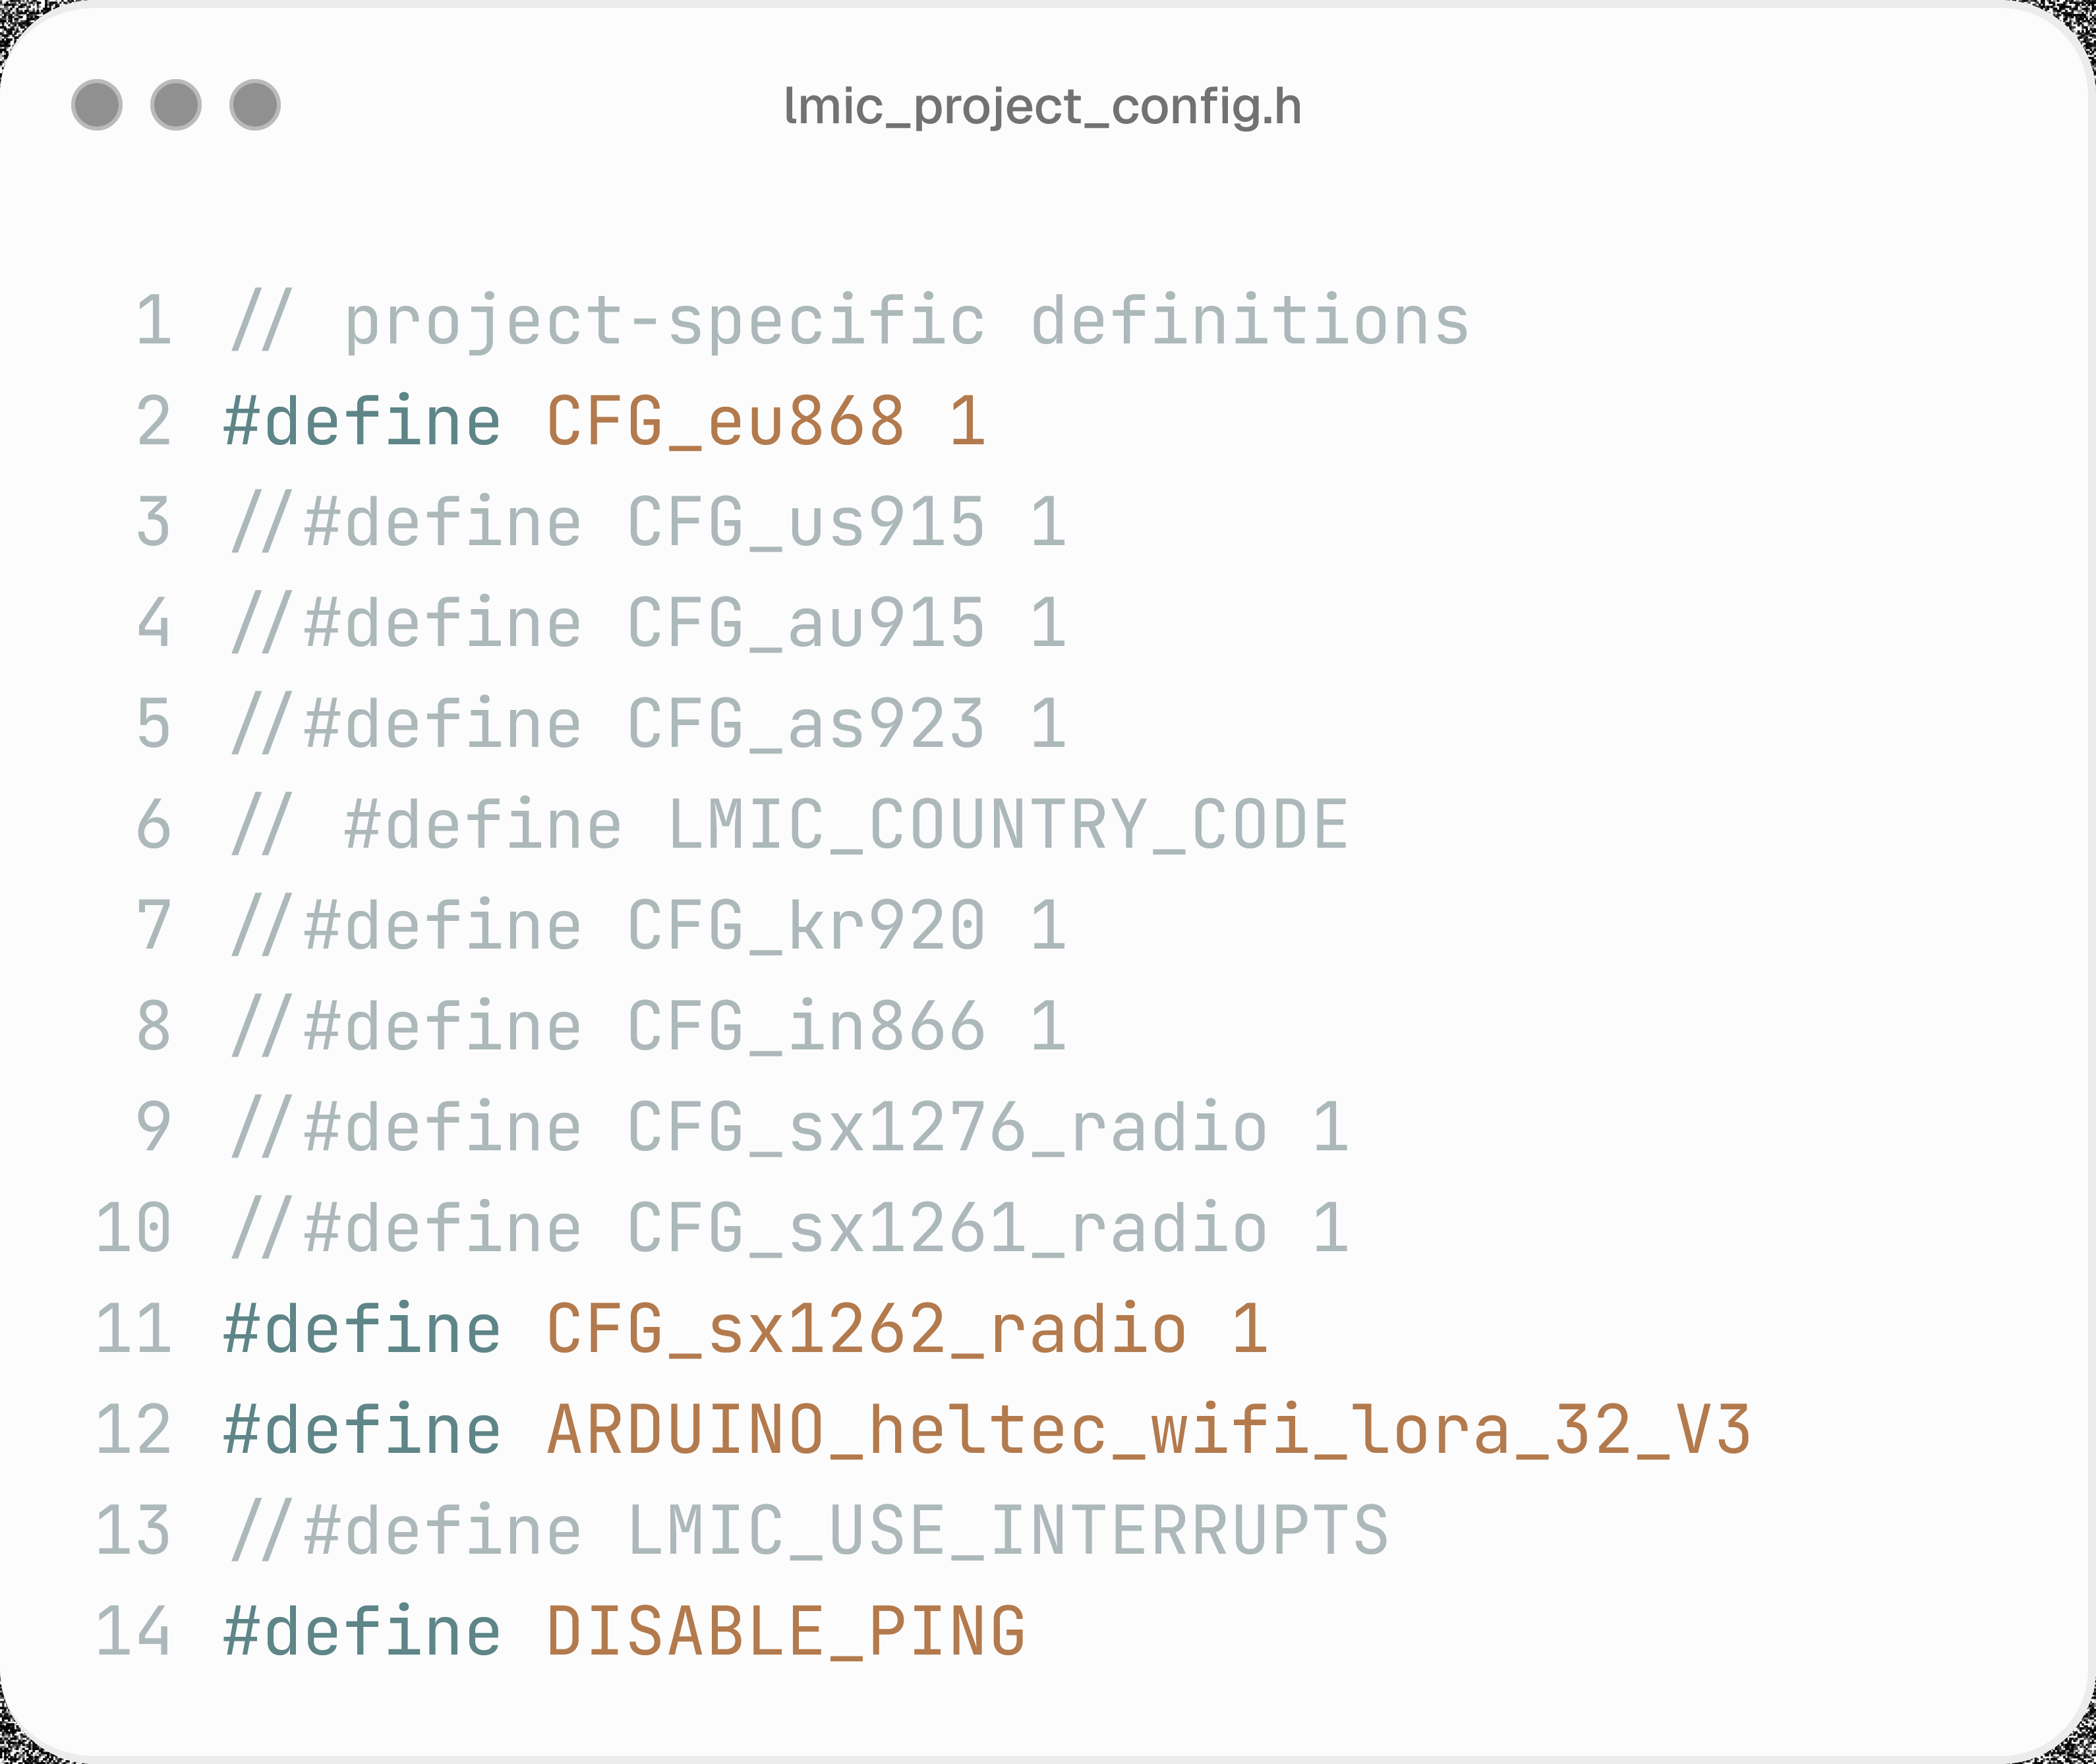 lmic_project_config.h
1 // project-specific definitions
2 #define CFG_eu868 1
3 //#define CFG_us915 1
4 //#define CFG_au915 1
5 //#define CFG_as923 1
6 // #define LMIC_COUNTRY_CODE
7 //#define CFG_kr920 1
8 //#define CFG_in866 1
9 //#define CFG_sx1276_radio 1
10 //#define CFG_sx1261_radio 1
11 #define CFG_sx1262_radio 1
12 #define ARDUINO_heltec_wifi_lora_32_V3
13 //#define LMIC_USE_INTERRUPTS
14 #define DISABLE_PING